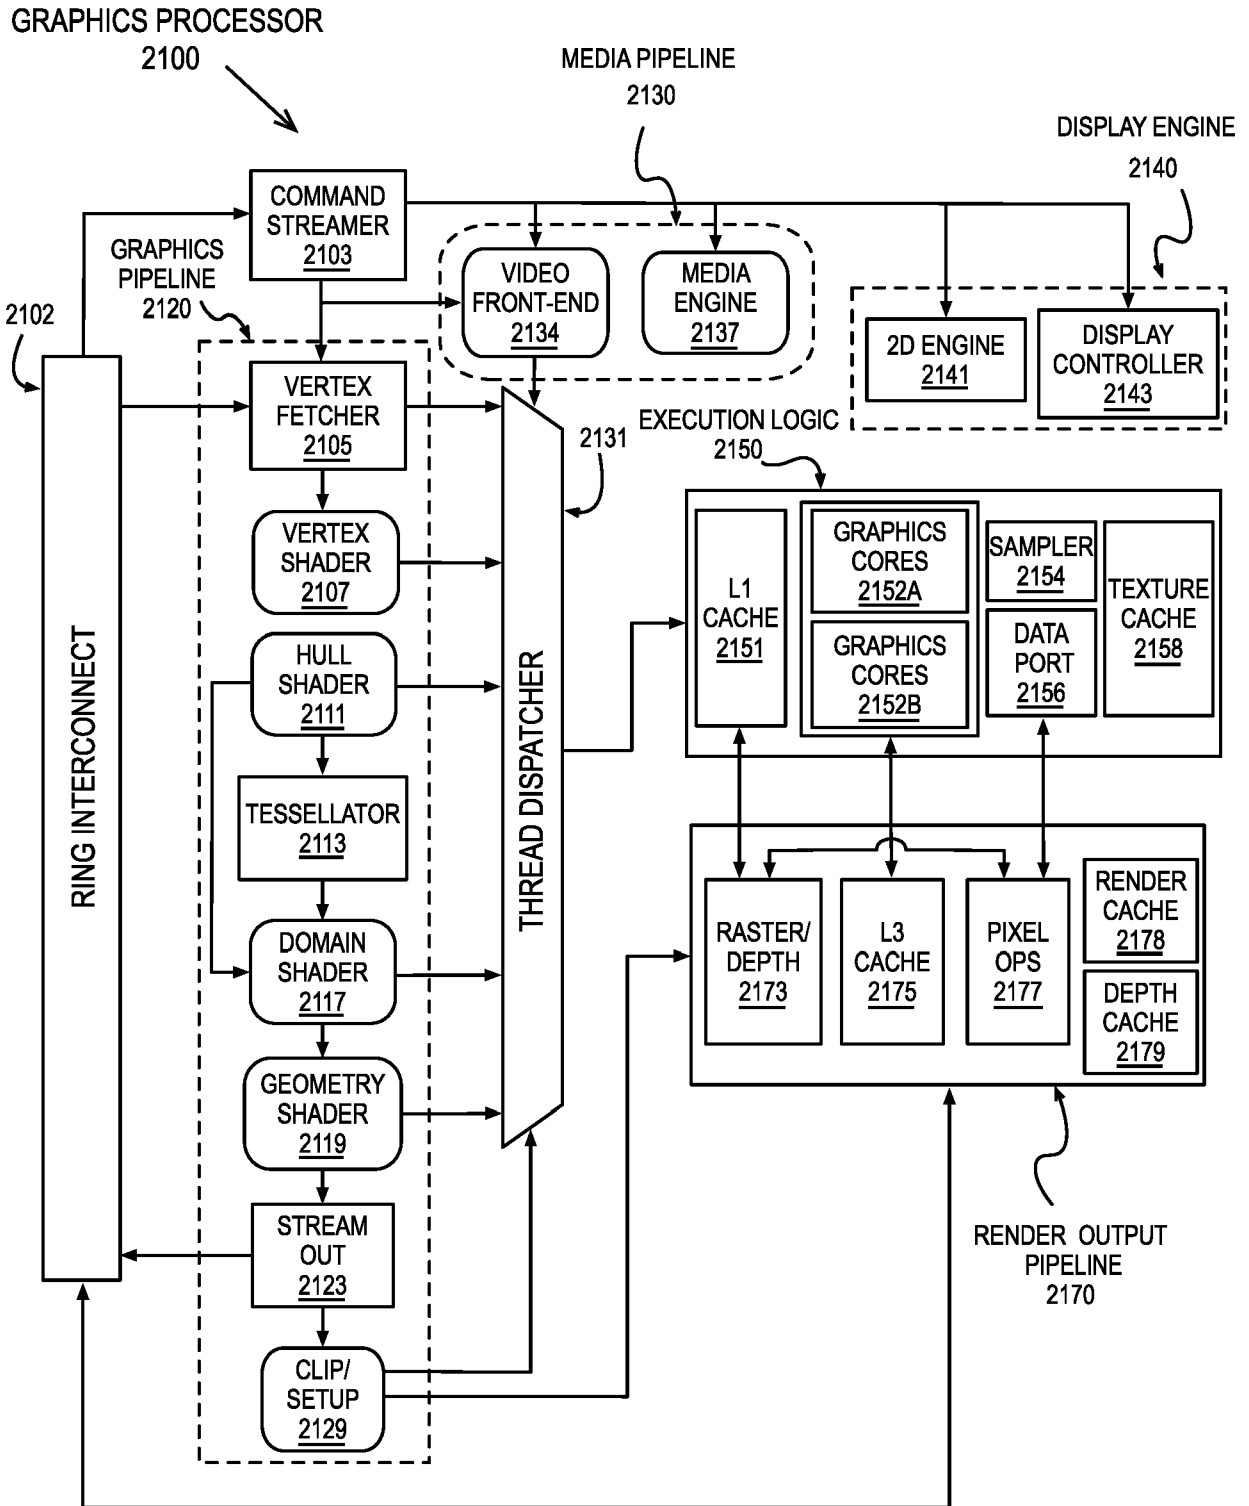 GRAPHICS PROCESSOR
2100
MEDIA PIPELINE
2130
DISPLAY ENGINE
2140
COMMAND
STREAMER
2103
GRAPHICS
PIPELINE
2120
VIDEO
FRONT-END
2134
MEDIA
ENGINE
2137
2D ENGINE
2141
DISPLAY
CONTROLLER
2143
2102
RING INTERCONNECT
VERTEX
FETCHER
2105
VERTEX
SHADER
2107
HULL
SHADER
2111
TESSELLATOR
2113
DOMAIN
SHADER
2117
GEOMETRY
SHADER
2119
STREAM
OUT
2123
CLIP/
SETUP
2129
THREAD DISPATCHER
2131
EXECUTION LOGIC
2150
L1
CACHE
2151
GRAPHICS
CORES
2152A
GRAPHICS
CORES
2152B
SAMPLER
2154
DATA
PORT
2156
TEXTURE
CACHE
2158
RASTER/
DEPTH
2173
L3
CACHE
2175
PIXEL
OPS
2177
RENDER
CACHE
2178
DEPTH
CACHE
2179
RENDER OUTPUT
PIPELINE
2170